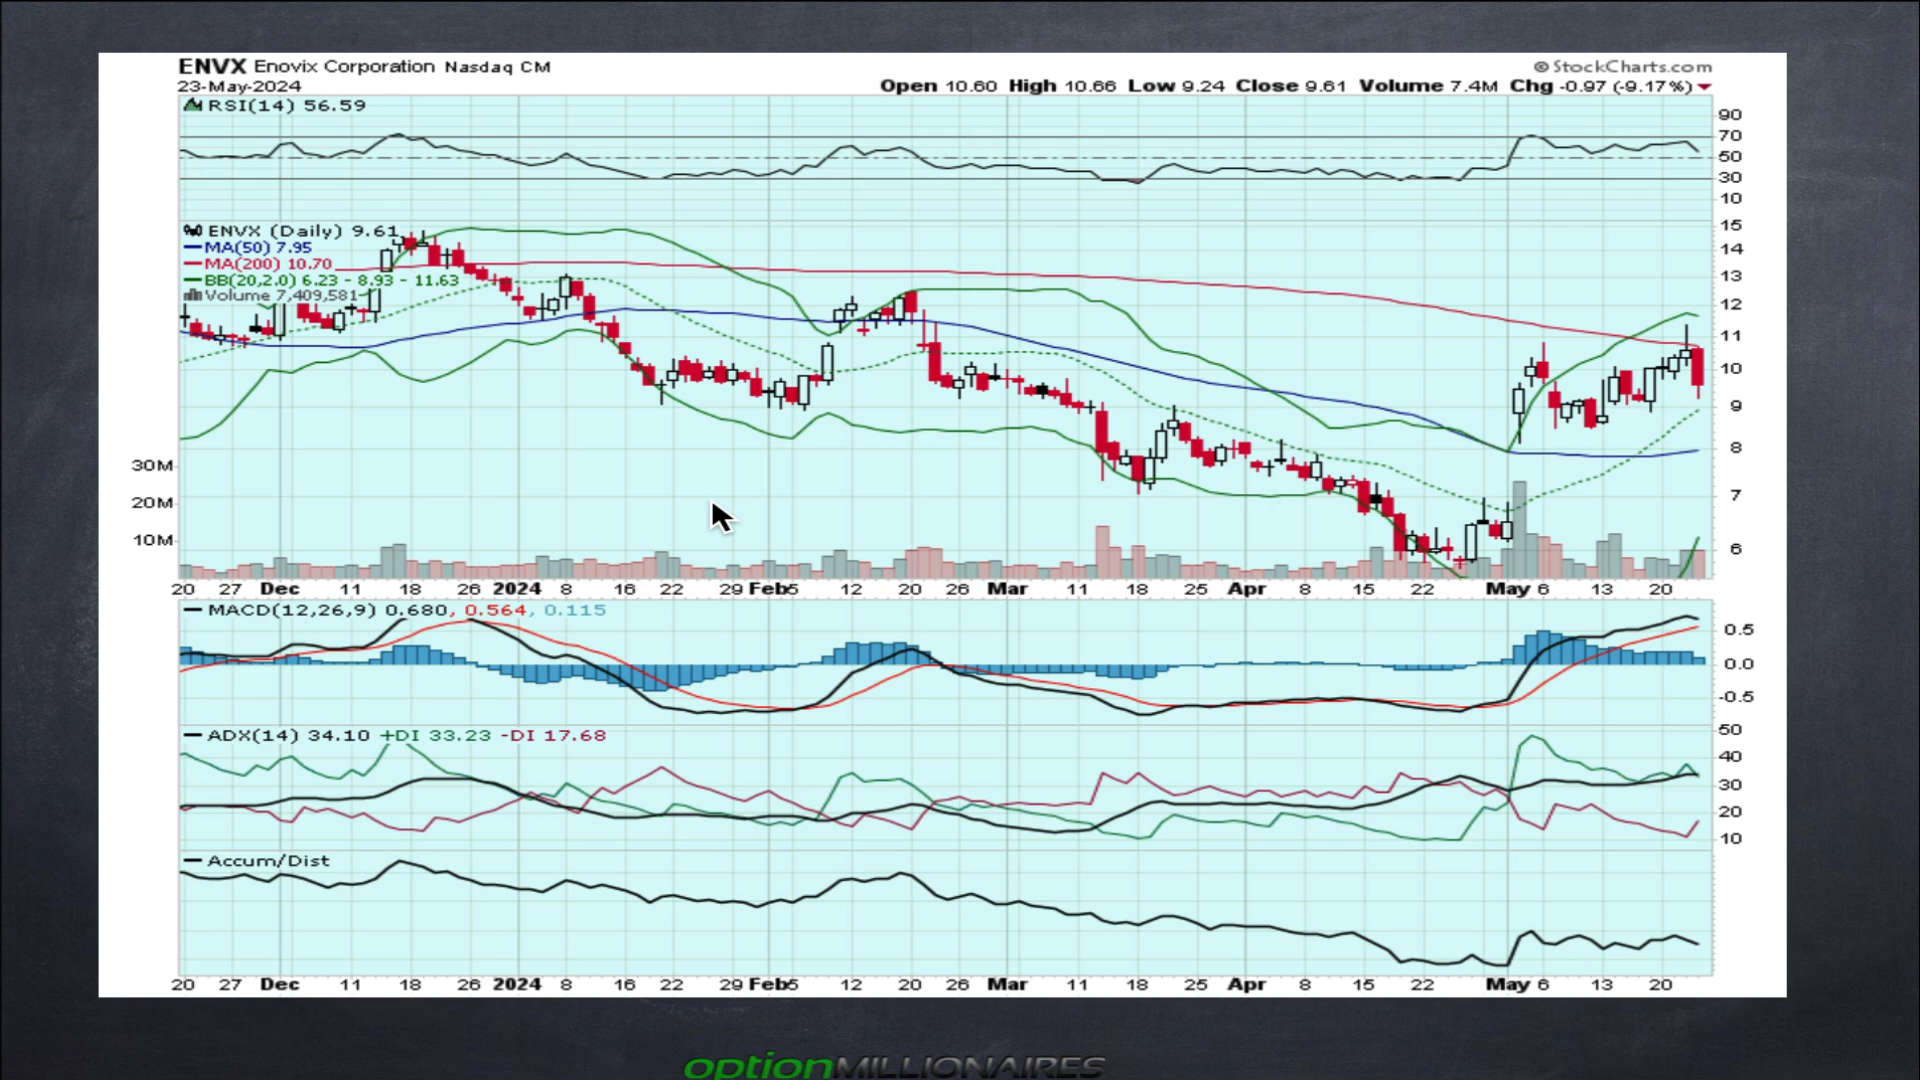 ENVX Enovix Corporation Nasdaq CM
© StockCharts.com
23-May-2024
Open 10.60 High 10.66 Low 9.24 Close 9.61 Volume 7.4M Chg -0.97 (-9.17%)
RSI(14) 56.59
90
70
50
30
10
ENVX (Daily) 9.61
MA(50) 7.95
MA(200) 10.70
BB(20,2.0) 6.23 - 8.93 - 11.63
Volume 7,409,581
15
14
13
12
11
10
9
8
7
6
30M
20M
10M
20 27 Dec 11 18 26 2024 8 16 22 29 Feb 5 12 20 26 Mar 11 18 25 Apr 8 15 22 May 6 13 20
MACD(12,26,9) 0.680, 0.564, 0.115
0.5
0.0
-0.5
ADX(14) 34.10 +DI 33.23 -DI 17.68
50
40
30
20
10
Accum/Dist
20 27 Dec 11 18 26 2024 8 16 22 29 Feb 5 12 20 26 Mar 11 18 25 Apr 8 15 22 May 6 13 20
optionMILLIONAIRES